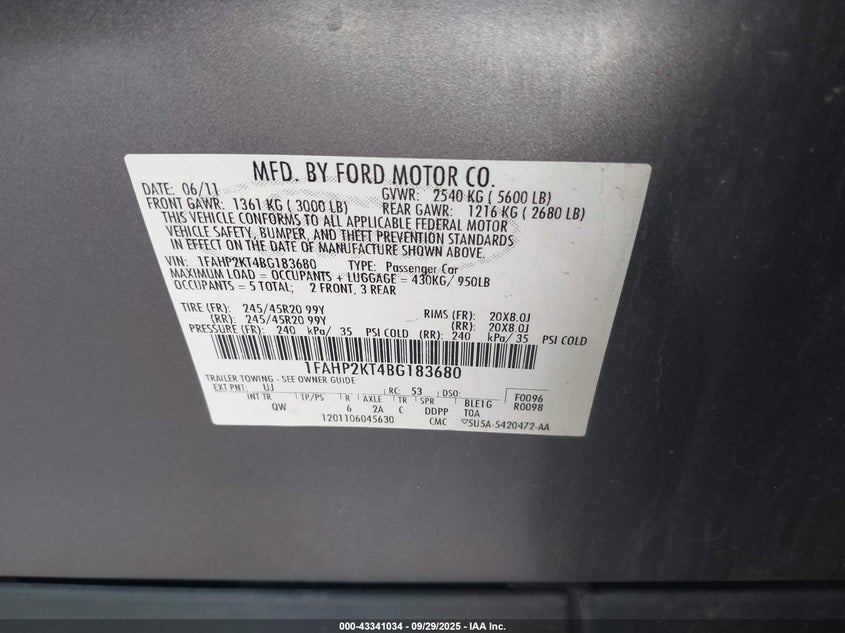 MFD. BY FORD MOTOR CO.
DATE: 06/11 GVWR: 2540 KG ( 5600 LB)
FRONT GAWR: 1361 KG ( 3000 LB) REAR GAWR: 1216 KG ( 2680 LB)
THIS VEHICLE CONFORMS TO ALL APPLICABLE FEDERAL MOTOR
VEHICLE SAFETY, BUMPER, AND THEFT PREVENTION STANDARDS
IN EFFECT ON THE DATE OF MANUFACTURE SHOWN ABOVE.
VIN: 1FAHP2KT4BG183680 TYPE: Passenger Car
MAXIMUM LOAD = OCCUPANTS + LUGGAGE = 430KG/ 950LB
OCCUPANTS = 5 TOTAL; 2 FRONT, 3 REAR
TIRE (FR): 245/45R20 99Y RIMS (FR): 20X8.0J
(RR): 245/45R20 99Y (RR): 20X8.0J
PRESSURE (FR): 240 kPa/ 35 PSI COLD (RR): 240 kPa/ 35 PSI COLD
1FAHP2KT4BG183680
TRAILER TOWING - SEE OWNER GUIDE
EXT PNT: UJ RC: 53 DSO: F0096
INT TR TP/PS R AXLE TR SPR BLE1G R0098
QW 6 2A C DDPP TOA
1201106045630 CMC ▽5U5A-5420472-AA
000-43341034 - 09/29/2025 - IAA Inc.